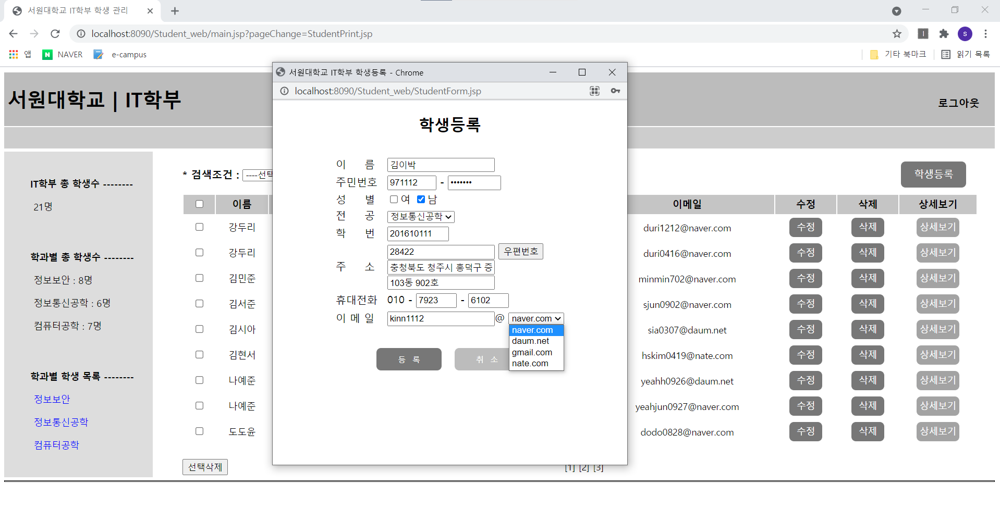 서원대학교 IT학부 학생 관리
localhost:8090/Student_web/main.jsp?pageChange=StudentPrint.jsp
s
앱 NAVER e-campus 기타 북마크 읽기 목록
서원대학교 | IT학부
로그아웃
IT학부 총 학생수 --------
21명
학과별 총 학생수 --------
정보보안 : 8명
정보통신공학 : 6명
컴퓨터공학 : 7명
학과별 학생 목록 --------
정보보안
정보통신공학
컴퓨터공학
* 검색조건 : ----선택
학생등록
이름 이메일 수정 삭제 상세보기
강두리 duri1212@naver.com 수정 삭제 상세보기
강두리 duri0416@naver.com 수정 삭제 상세보기
김민준 minmin702@naver.com 수정 삭제 상세보기
김서준 sjun0902@naver.com 수정 삭제 상세보기
김시아 sia0307@daum.net 수정 삭제 상세보기
김현서 hskim0419@nate.com 수정 삭제 상세보기
나예준 yeahh0926@daum.net 수정 삭제 상세보기
나예준 yeahjun0927@naver.com 수정 삭제 상세보기
도도윤 dodo0828@naver.com 수정 삭제 상세보기
선택삭제
[1] [2] [3]
서원대학교 IT학부 학생등록 - Chrome
localhost:8090/Student_web/StudentForm.jsp
학생등록
이 름 김이박
주민번호 971112 - •••••••
성 별 여 남
전 공 정보통신공학
학 번 201610111
28422 우편번호
주 소 충청북도 청주시 흥덕구 증
103동 902호
휴대전화 010 - 7923 - 6102
이 메 일 kinn1112 @ naver.com
naver.com
daum.net
gmail.com
nate.com
등 록 취 소